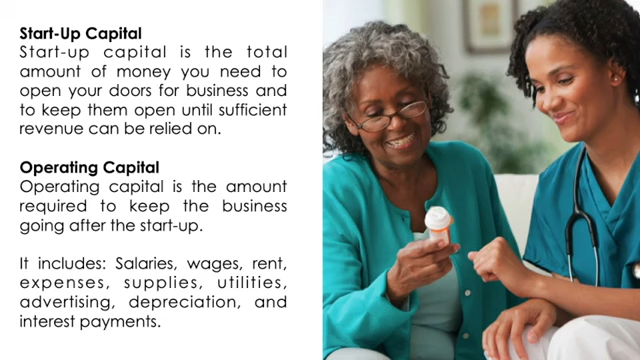 Start-Up Capital
Start-up capital is the total
amount of money you need to
open your doors for business and
to keep them open until sufficient
revenue can be relied on.
Operating Capital
Operating capital is the amount
required to keep the business
going after the start-up.
It includes: Salaries, wages, rent,
expenses, supplies, utilities,
advertising, depreciation, and
interest payments.